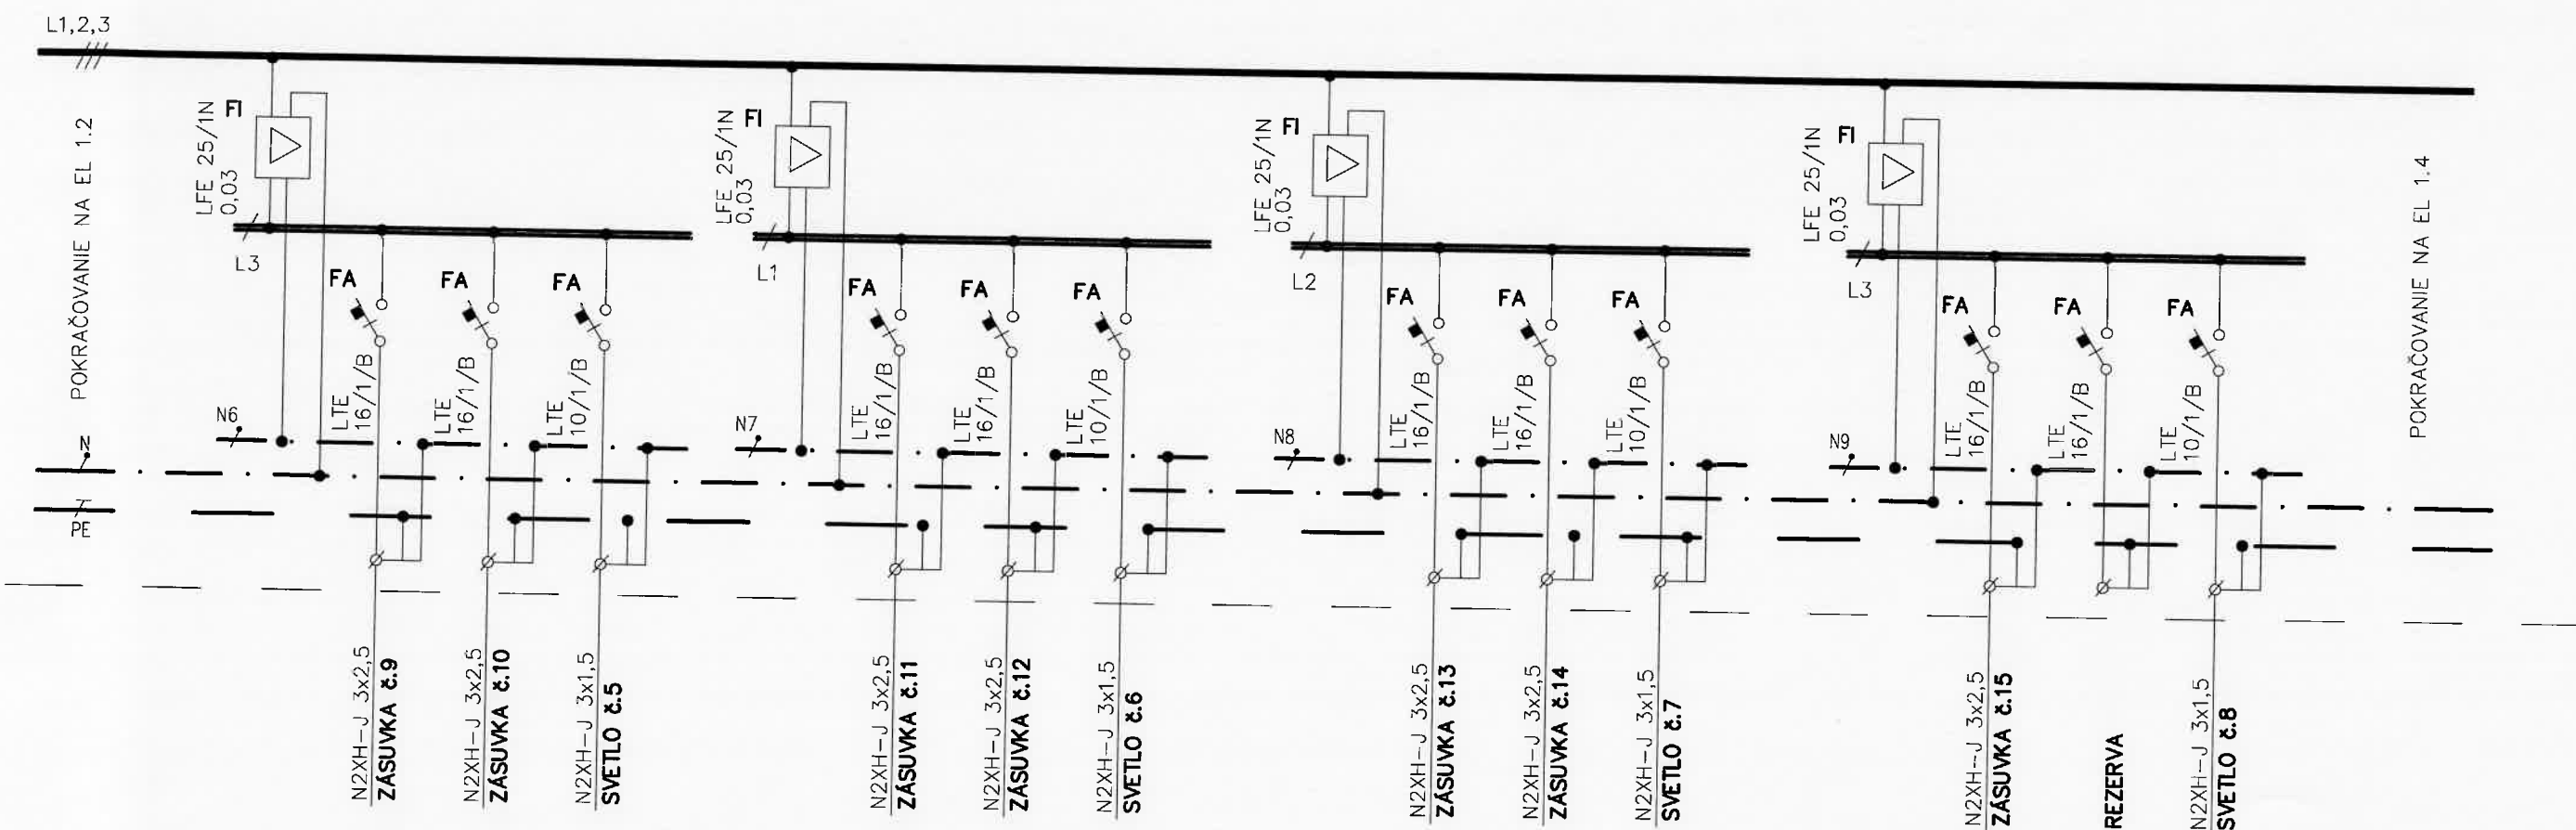 L1,2,3
POKRAČOVANIE NA EL 1.2
N
PE
LFE 25/1N
0,03
FI
L3
N6
FA
LTE
16/1/B
FA
LTE
16/1/B
FA
LTE
10/1/B
N2XH-J 3x2,5
ZÁSUVKA č.9
N2XH-J 3x2,5
ZÁSUVKA č.10
N2XH-J 3x1,5
SVETLO č.5
LFE 25/1N
0,03
FI
L1
N7
FA
LTE
16/1/B
FA
LTE
16/1/B
FA
LTE
10/1/B
N2XH-J 3x2,5
ZÁSUVKA č.11
N2XH-J 3x2,5
ZÁSUVKA č.12
N2XH-J 3x1,5
SVETLO č.6
LFE 25/1N
0,03
FI
L2
N8
FA
LTE
16/1/B
FA
LTE
16/1/B
FA
LTE
10/1/B
N2XH-J 3x2,5
ZÁSUVKA č.13
N2XH-J 3x2,5
ZÁSUVKA č.14
N2XH-J 3x1,5
SVETLO č.7
LFE 25/1N
0,03
FI
L3
N9
FA
LTE
16/1/B
FA
LTE
16/1/B
FA
LTE
10/1/B
N2XH-J 3x2,5
ZÁSUVKA č.15
REZERVA
N2XH-J 3x1,5
SVETLO č.8
POKRAČOVANIE NA EL 1.4